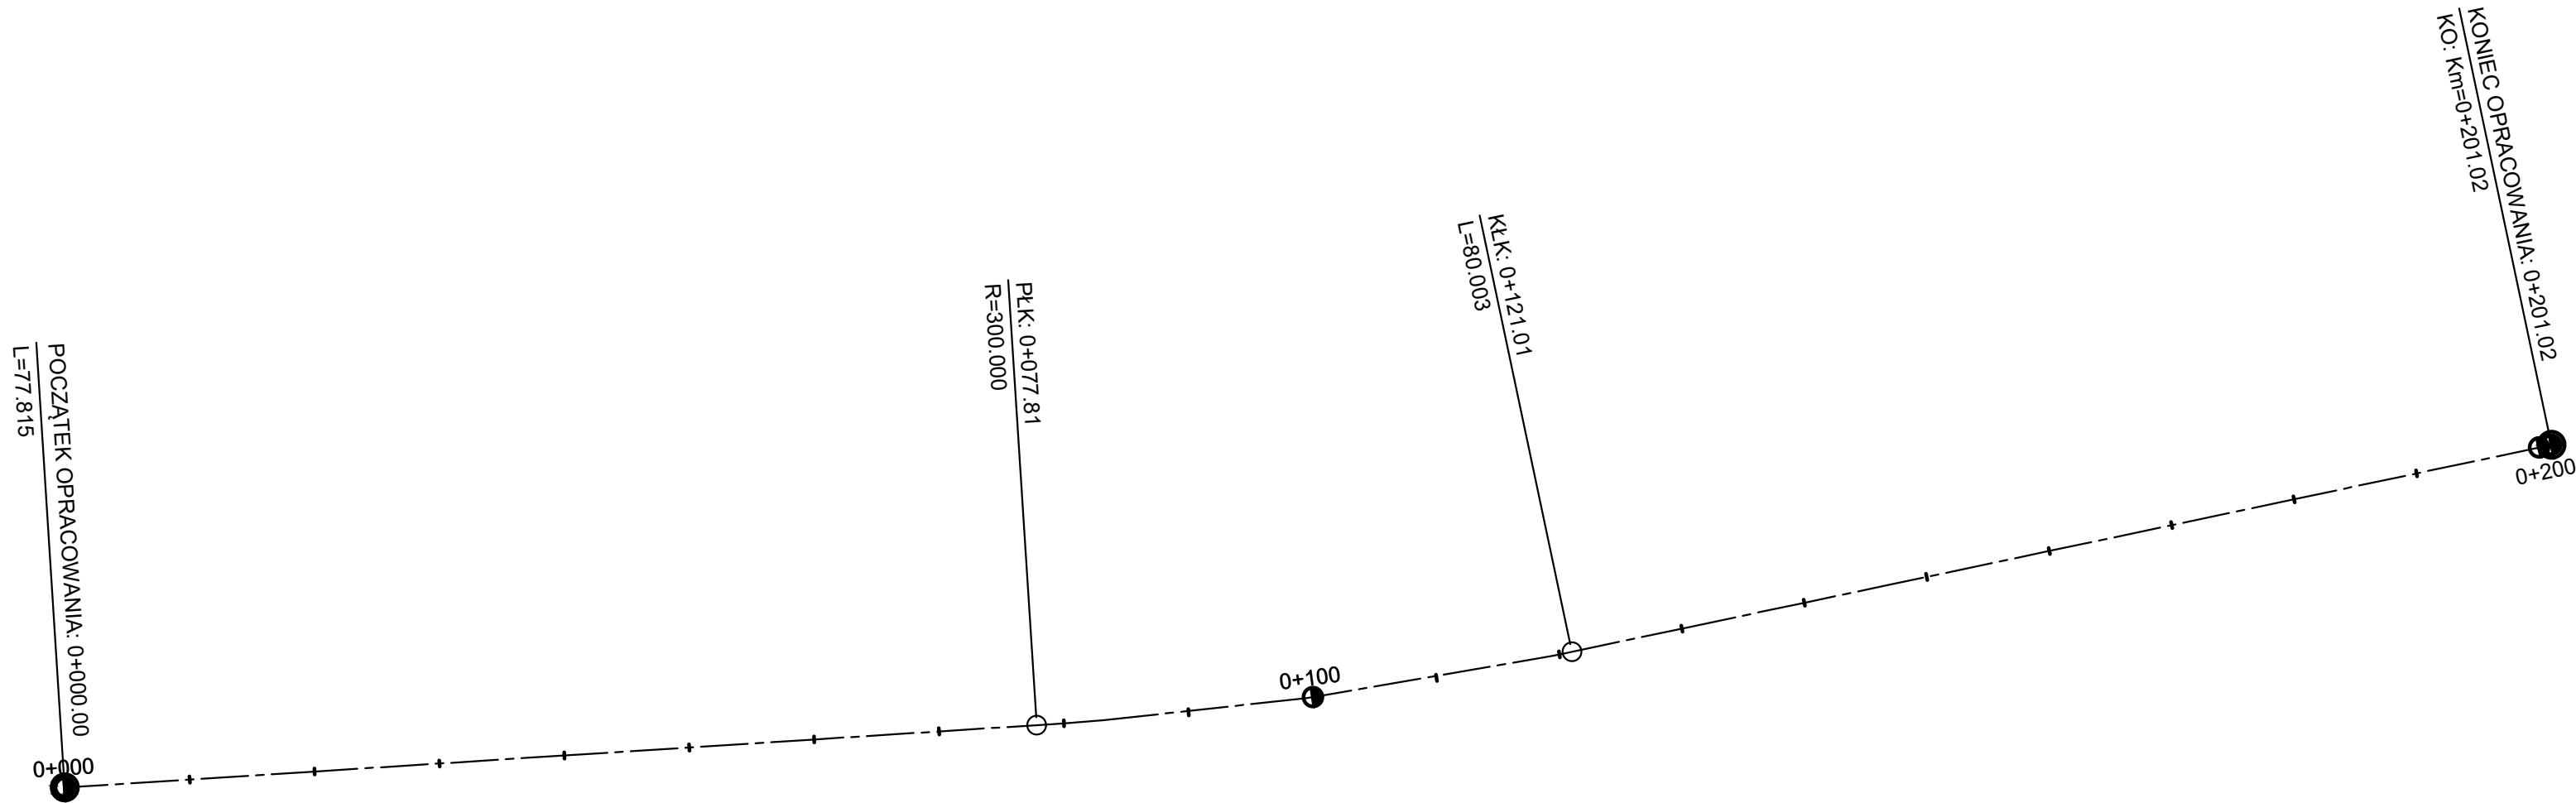 POCZĄTEK OPRACOWANIA: 0+000.00
L=77.815
0+000
PŁK: 0+077.81
R=300.000
0+100
KŁK: 0+121.01
L=80.003
KONIEC OPRACOWANIA: 0+201.02
KO: Km=0+201.02
0+200